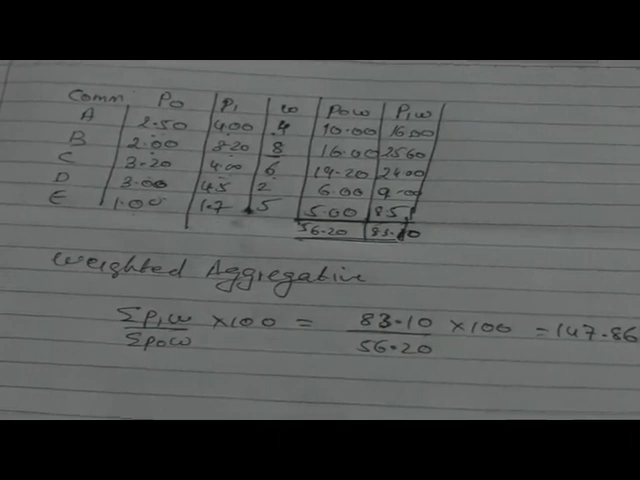 Comm Po P1 w Pow P1w
A 2.50 4.00 4 10.00 16.00
B 2.00 3.20 8 16.00 25.60
C 3.20 4.00 6 19.20 24.00
D 3.00 4.5 2 6.00 9.00
E 1.00 1.7 5 5.00 8.5
56.20 83.10
Weighted Aggregative
ΣP1w ×100 = 83.10 ×100 = 147.86
ΣPow 56.20